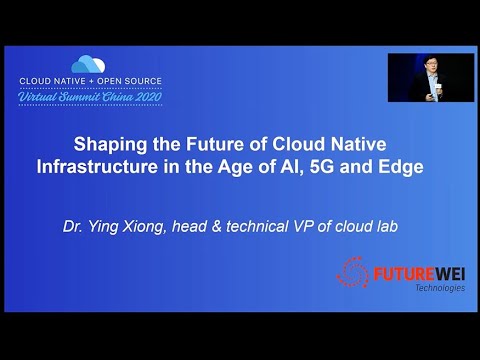 CLOUD NATIVE + OPEN SOURCE
Virtual Summit China 2020
Shaping the Future of Cloud Native
Infrastructure in the Age of AI, 5G and Edge
Dr. Ying Xiong, head & technical VP of cloud lab
FUTUREWEI
Technologies